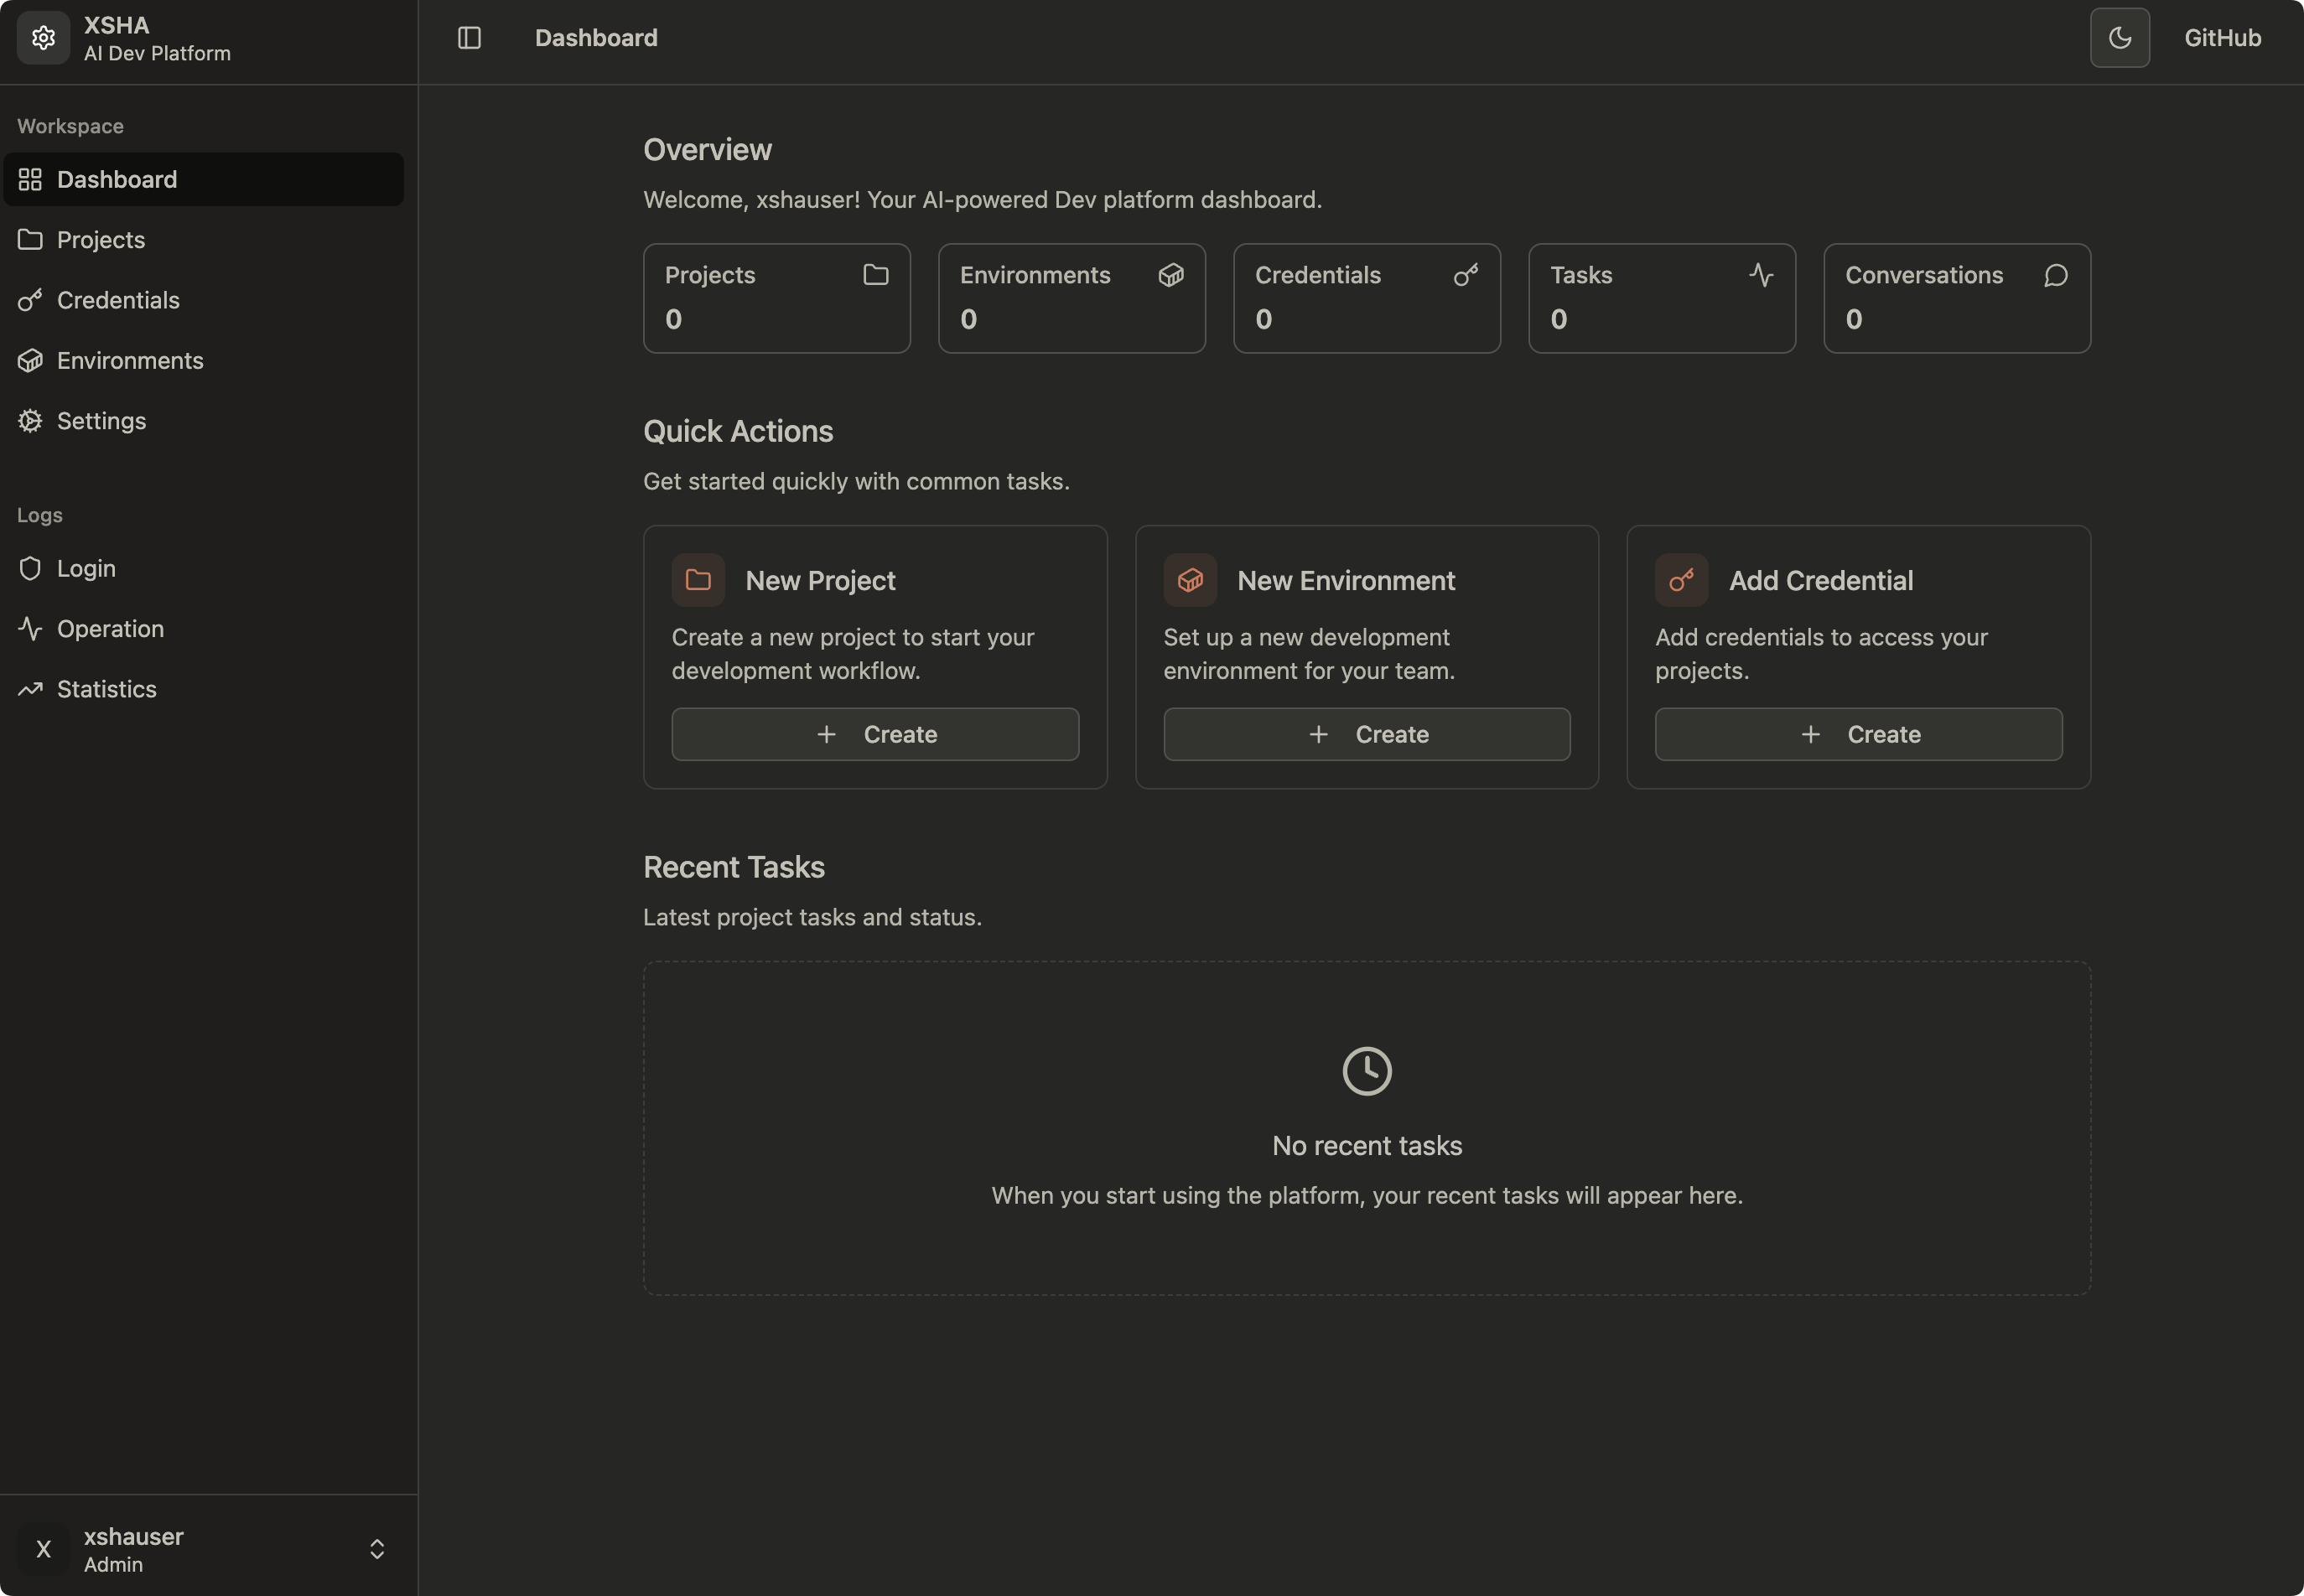 XSHA
AI Dev Platform
Workspace
Dashboard
Projects
Credentials
Environments
Settings
Logs
Login
Operation
Statistics
X
xshauser
Admin
Dashboard
GitHub
Overview
Welcome, xshauser! Your AI-powered Dev platform dashboard.
Projects
0
Environments
0
Credentials
0
Tasks
0
Conversations
0
Quick Actions
Get started quickly with common tasks.
New Project
Create a new project to start your
development workflow.
Create
New Environment
Set up a new development
environment for your team.
Create
Add Credential
Add credentials to access your
projects.
Create
Recent Tasks
Latest project tasks and status.
No recent tasks
When you start using the platform, your recent tasks will appear here.